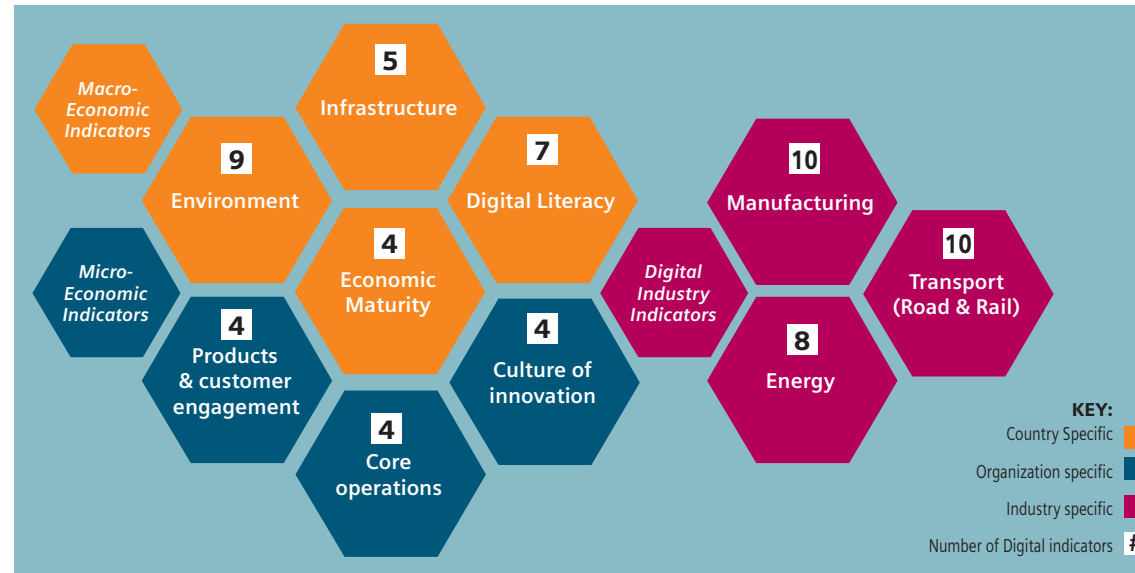 Macro-
Economic
Indicators
5
Infrastructure
9
Environment
7
Digital Literacy
4
Economic
Maturity
Micro-
Economic
Indicators
4
Products
& customer
engagement
4
Core
operations
4
Culture of
innovation
Digital
Industry
Indicators
10
Manufacturing
10
Transport
(Road & Rail)
8
Energy
KEY:
Country Specific
Organization specific
Industry specific
Number of Digital indicators #